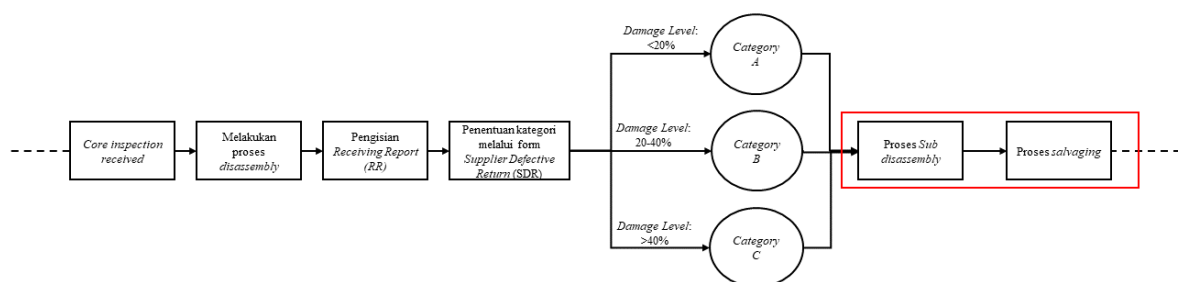 Core inspection
received
Melakukan
proses
disassembly
Pengisian
Receiving Report
(RR)
Penentuan kategori
melalui form
Supplier Defective
Return (SDR)
Damage Level:
<20%
Category
A
Damage Level:
20-40%
Category
B
Damage Level:
>40%
Category
C
Proses Sub
disassembly
Proses salvaging